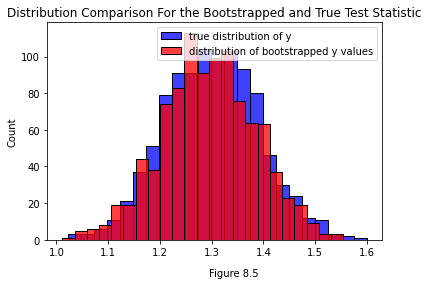 Distribution Comparison For the Bootstrapped and True Test Statistic
true distribution of y
distribution of bootstrapped y values
Count
100
80
60
40
20
0
1.0 1.1 1.2 1.3 1.4 1.5 1.6
Figure 8.5